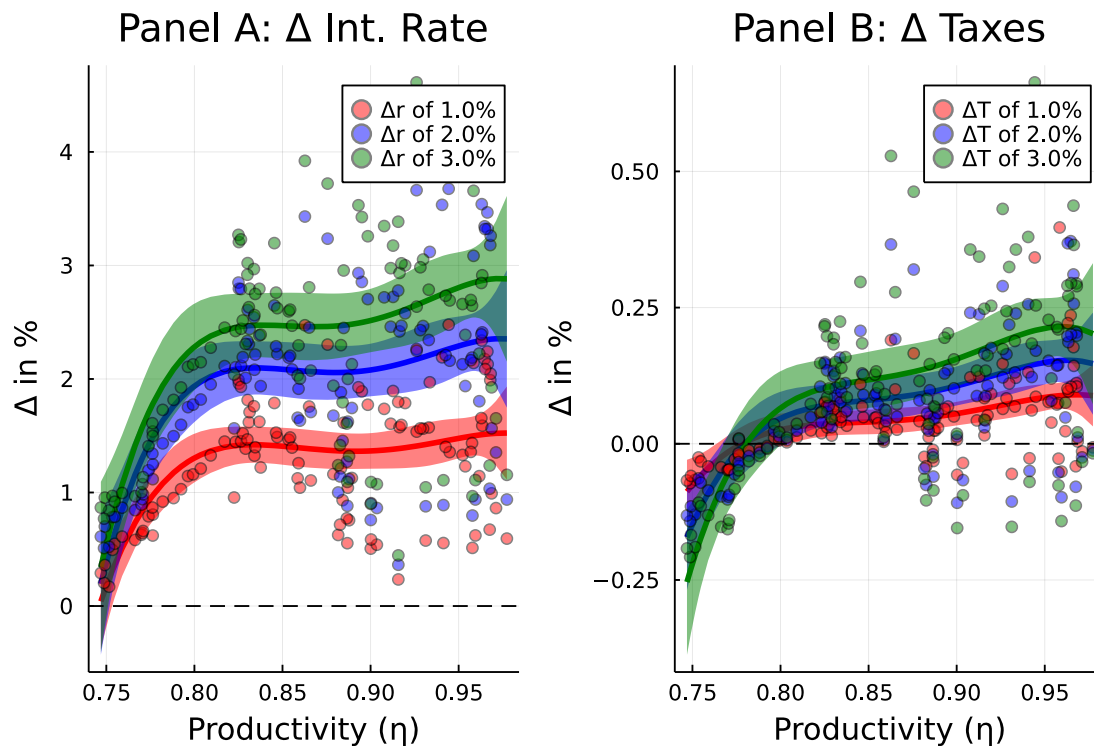 Panel A: Δ Int. Rate
Δr of 1.0%
Δr of 2.0%
Δr of 3.0%
Δ in %
4
3
2
1
0
0.75 0.80 0.85 0.90 0.95
Productivity (η)
Panel B: Δ Taxes
ΔT of 1.0%
ΔT of 2.0%
ΔT of 3.0%
Δ in %
0.50
0.25
0.00
−0.25
0.75 0.80 0.85 0.90 0.95
Productivity (η)